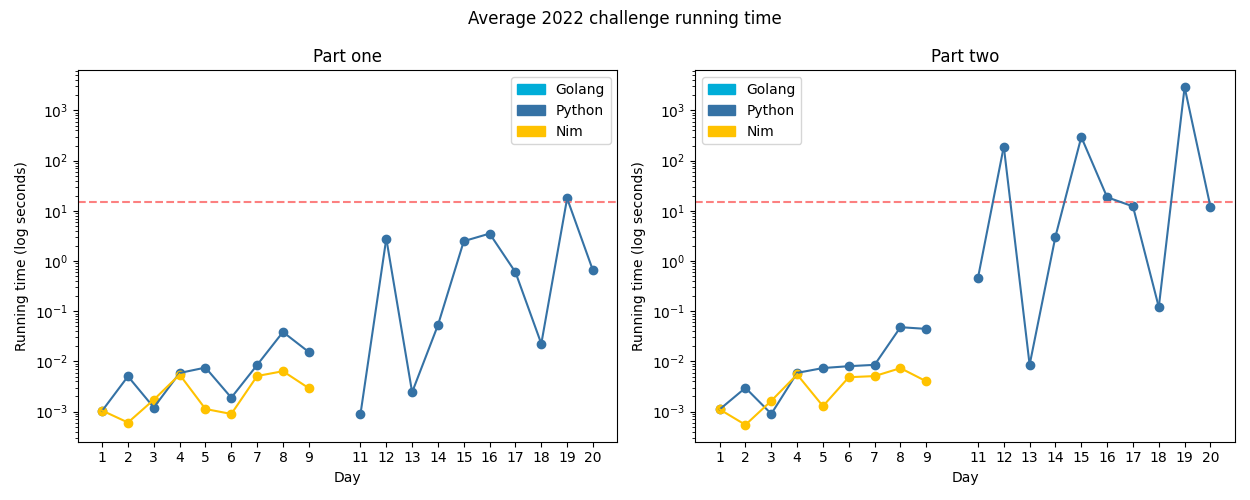 Average 2022 challenge running time
Part one
Golang
Python
Nim
10³
10²
10¹
10⁰
10⁻¹
10⁻²
10⁻³
Running time (log seconds)
1 2 3 4 5 6 7 8 9 11 12 13 14 15 16 17 18 19 20
Day
Part two
Golang
Python
Nim
10³
10²
10¹
10⁰
10⁻¹
10⁻²
10⁻³
Running time (log seconds)
1 2 3 4 5 6 7 8 9 11 12 13 14 15 16 17 18 19 20
Day